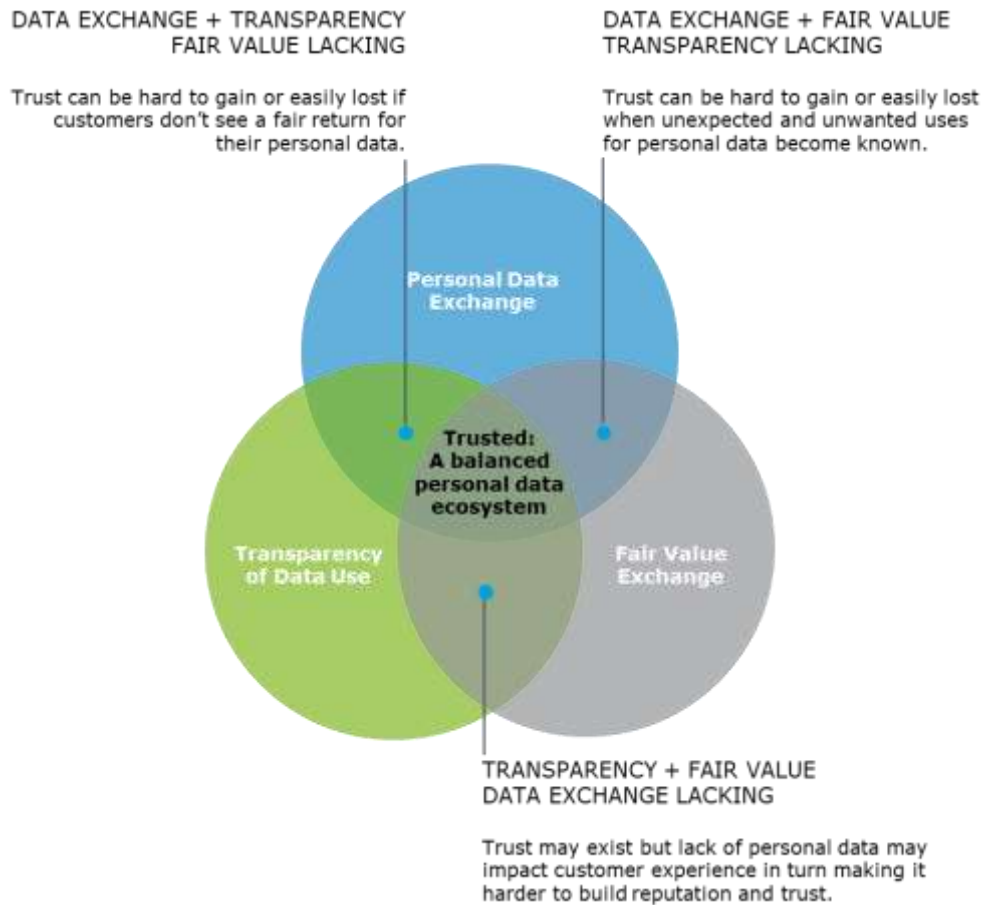 DATA EXCHANGE + TRANSPARENCY
FAIR VALUE LACKING
Trust can be hard to gain or easily lost if
customers don't see a fair return for
their personal data.
DATA EXCHANGE + FAIR VALUE
TRANSPARENCY LACKING
Trust can be hard to gain or easily lost
when unexpected and unwanted uses
for personal data become known.
Personal Data
Exchange
Trusted:
A balanced
personal data
ecosystem
Transparency
of Data Use
Fair Value
Exchange
TRANSPARENCY + FAIR VALUE
DATA EXCHANGE LACKING
Trust may exist but lack of personal data may
impact customer experience in turn making it
harder to build reputation and trust.